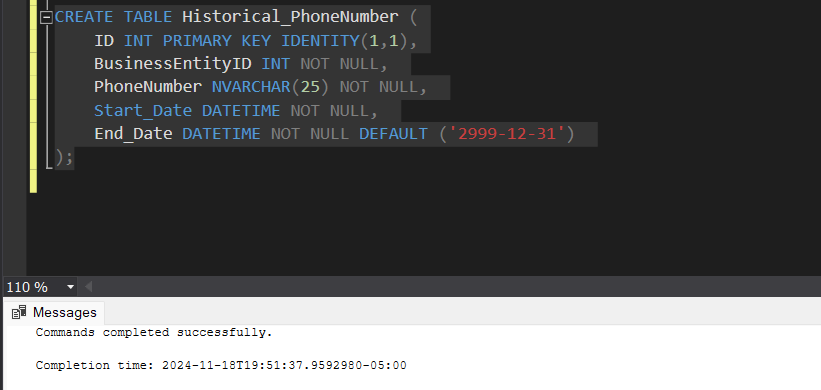 CREATE TABLE Historical_PhoneNumber (
ID INT PRIMARY KEY IDENTITY(1,1),
BusinessEntityID INT NOT NULL,
PhoneNumber NVARCHAR(25) NOT NULL,
Start_Date DATETIME NOT NULL,
End_Date DATETIME NOT NULL DEFAULT ('2999-12-31')
);
110 %
Messages
Commands completed successfully.
Completion time: 2024-11-18T19:51:37.9592980-05:00